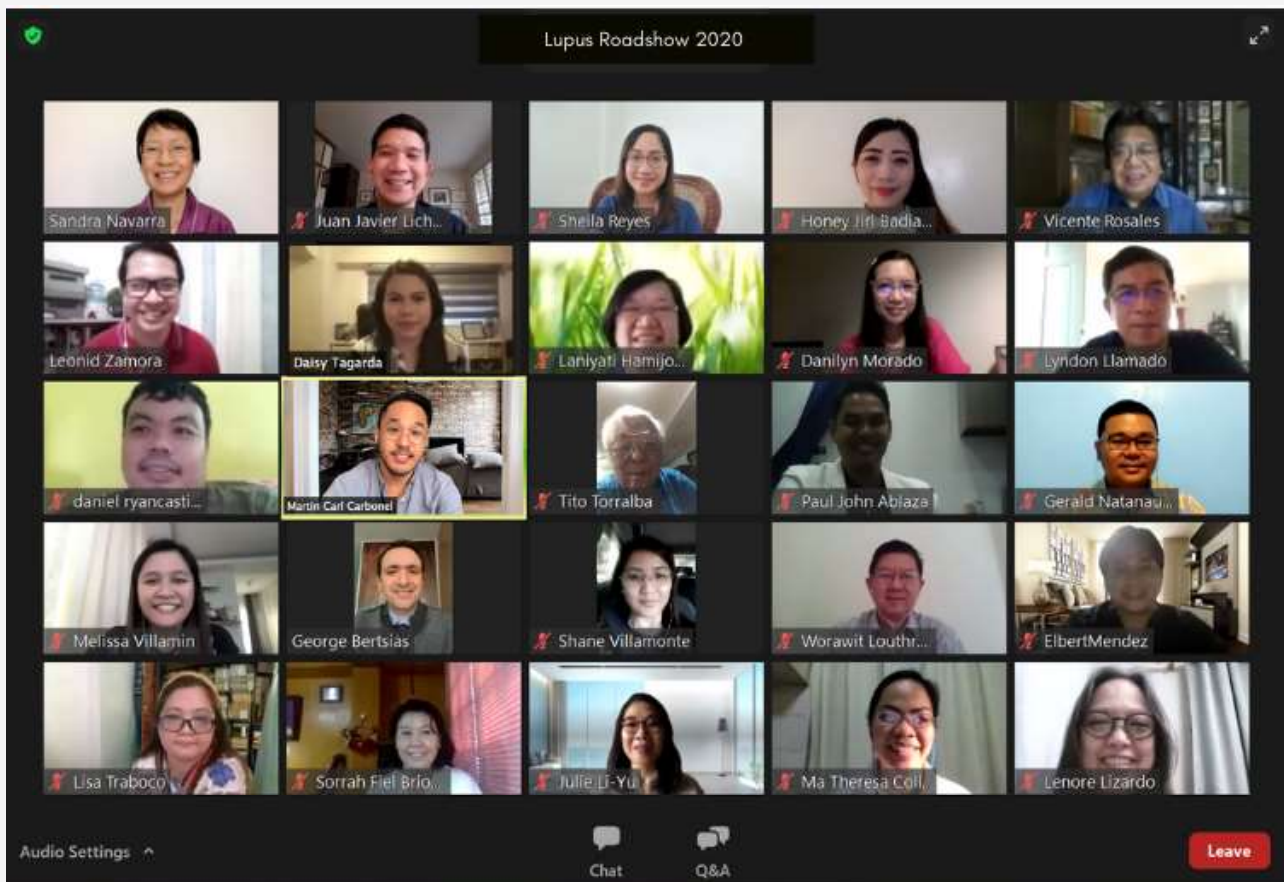 Lupus Roadshow 2020
Sandra Navarra
Juan Javier Lich...
Sheila Reyes
Honey Jirl Badia...
Vicente Rosales
Leonid Zamora
Daisy Tagarda
Laniyati Hamijo...
Danilyn Morado
Lyndon Llamado
daniel ryancasti...
Martin Carl Carbonel
Tito Torralba
Paul John Ablaza
Gerald Natanau...
Melissa Villamin
George Bertsias
Shane Villamonte
Worawit Louthr...
ElbertMendez
Lisa Traboco
Sorrah Fiel Brio...
Julie Li-Yu
Ma Theresa Coll,
Lenore Lizardo
Audio Settings
Chat
Q&A
Leave